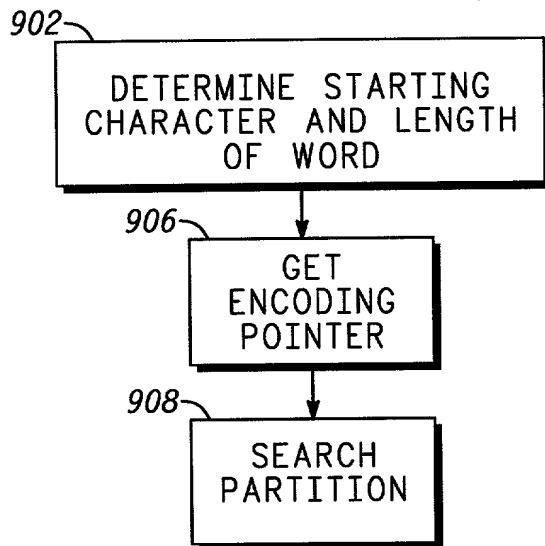 902
DETERMINE STARTING
CHARACTER AND LENGTH
OF WORD
906
GET
ENCODING
POINTER
908
SEARCH
PARTITION